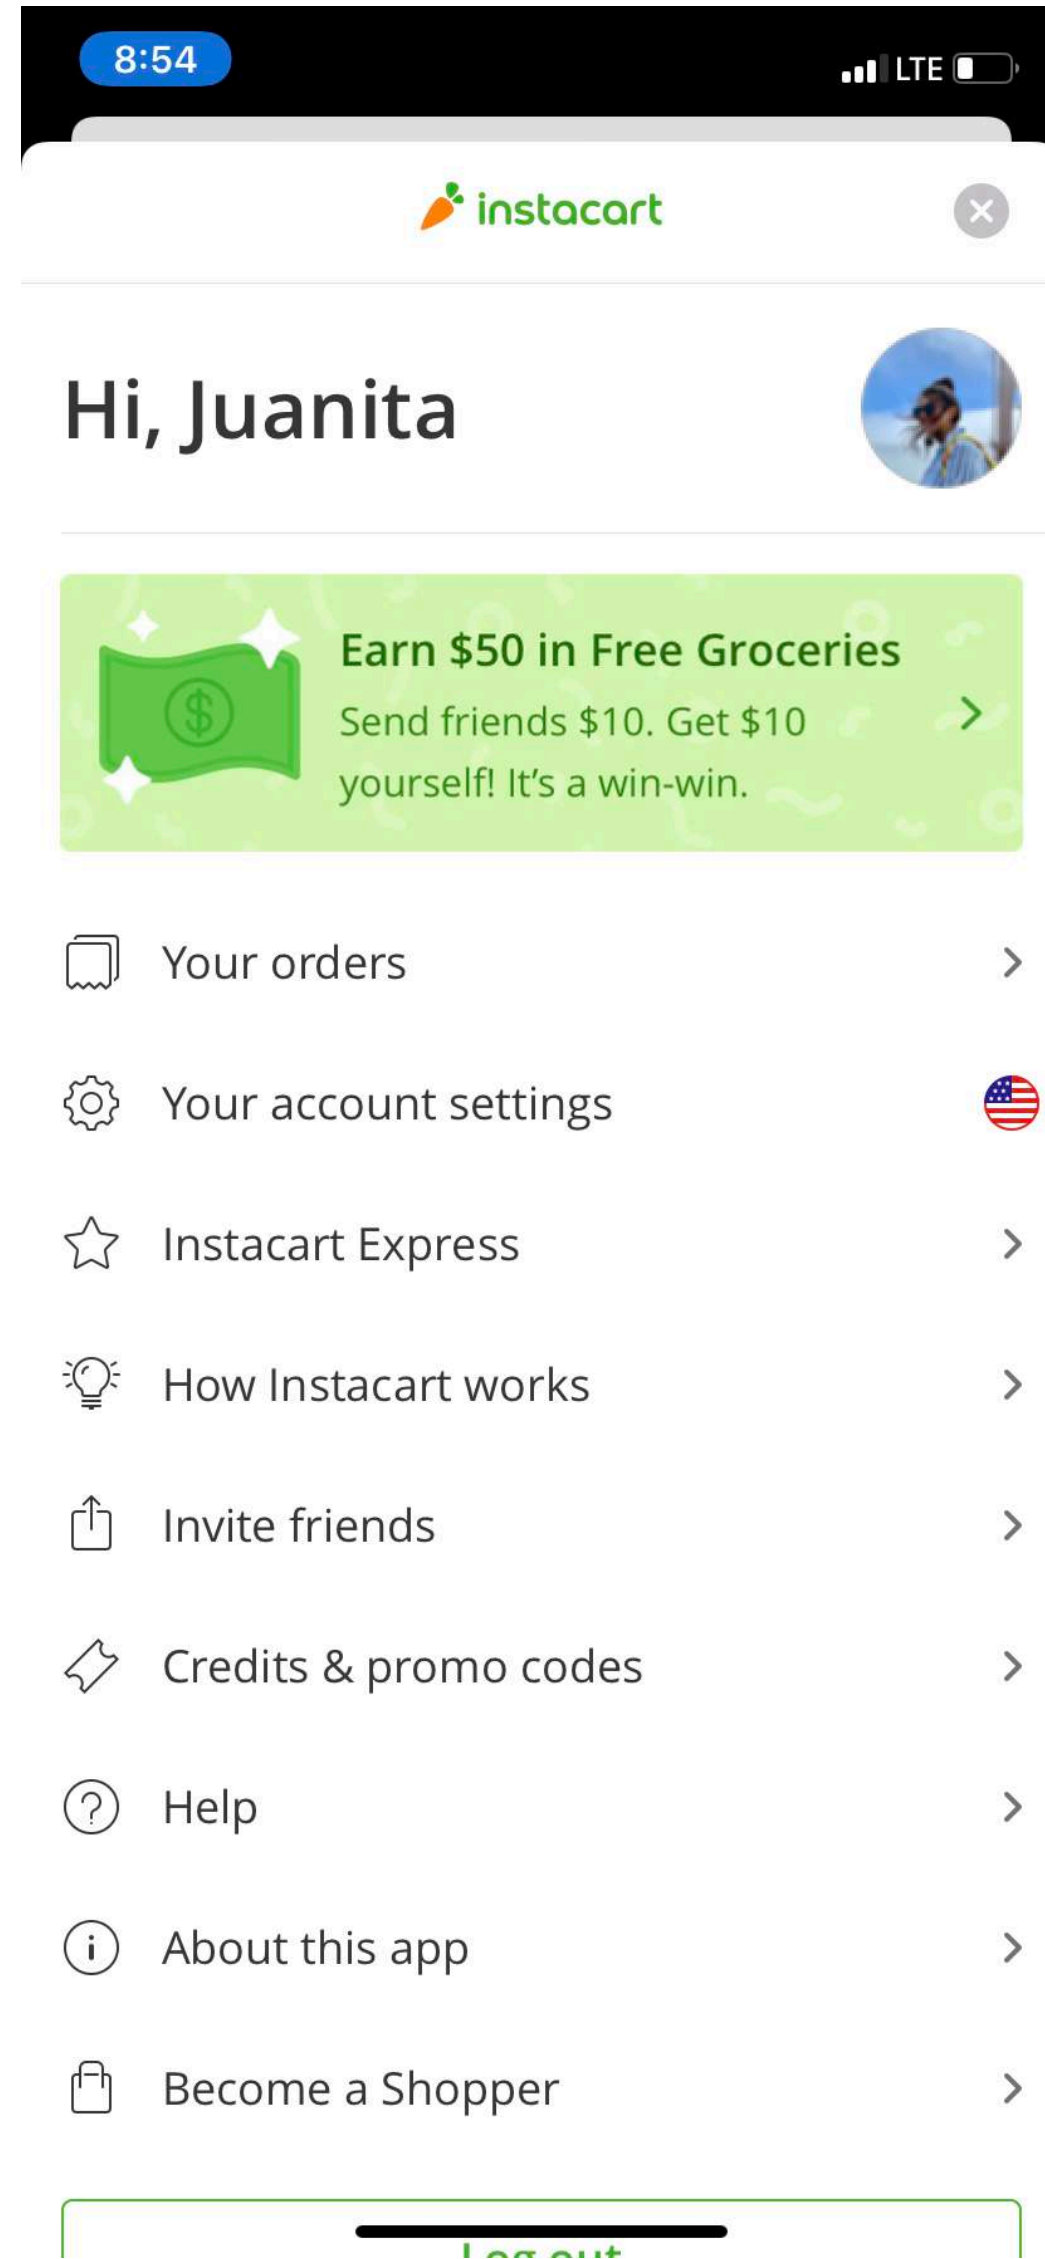 8:54
LTE
instacart
Hi, Juanita
Earn $50 in Free Groceries
Send friends $10. Get $10
yourself! It’s a win-win.
Your orders
Your account settings
Instacart Express
How Instacart works
Invite friends
Credits & promo codes
Help
About this app
Become a Shopper
Log out